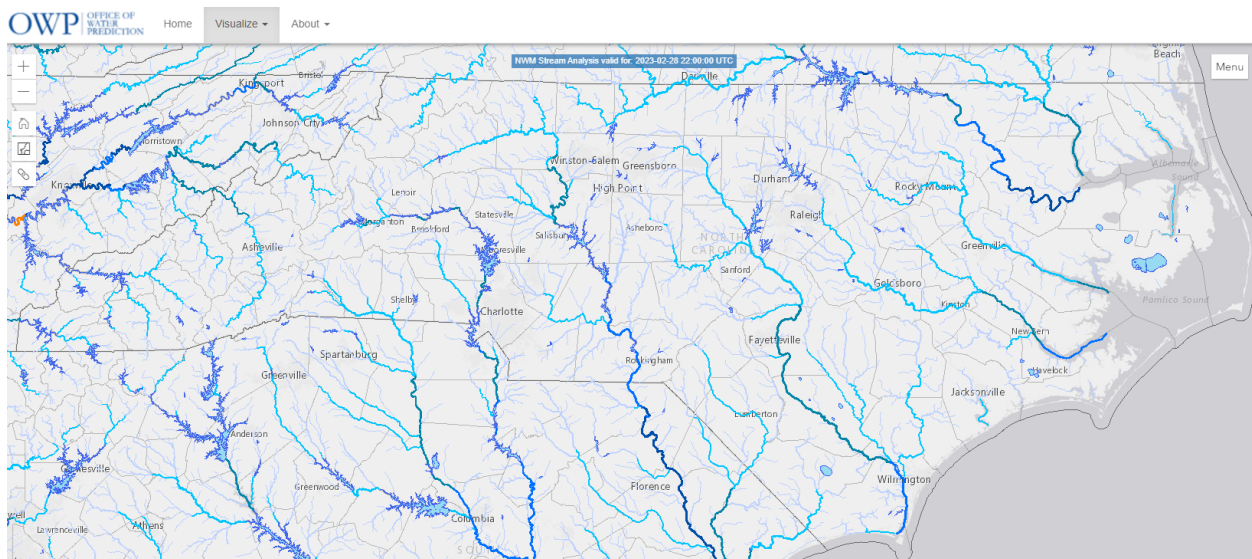 OWP OFFICE OF
WATER
PREDICTION
Home
Visualize
About
NWM Stream Analysis valid for: 2023-02-28 22:00:00 UTC
Menu
Beach
Bristol
Kingsport
Danville
Johnson City
Morristown
Winston-Salem
Greensboro
Durham
Rocky Mount
Albemarle
Sound
High Point
Lenoir
Raleigh
Statesville
Morganton
Asheboro
Salisbury
NORTH
CAROLINA
Greenville
Asheville
Mooresville
Sanford
Goldsboro
Kinston
Pamlico Sound
Shelby
Charlotte
New Bern
Fayetteville
Spartanburg
Rockingham
Havelock
Greenville
Jacksonville
Lumberton
Anderson
Gainesville
Wilmington
Greenwood
Florence
Columbia
Athens
Lawrenceville